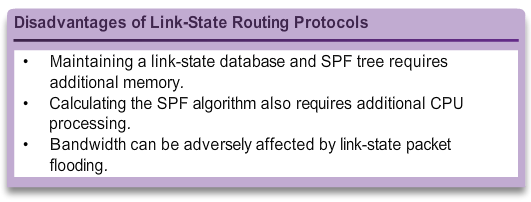 Disadvantages of Link-State Routing Protocols
• Maintaining a link-state database and SPF tree requires
additional memory.
• Calculating the SPF algorithm also requires additional CPU
processing.
• Bandwidth can be adversely affected by link-state packet
flooding.